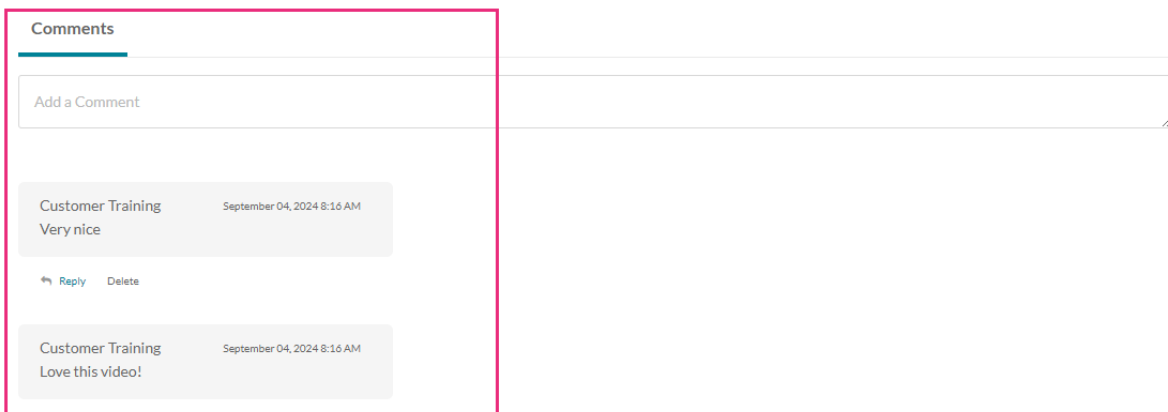 Comments
Add a Comment
Customer Training September 04, 2024 8:16 AM
Very nice
Reply Delete
Customer Training September 04, 2024 8:16 AM
Love this video!